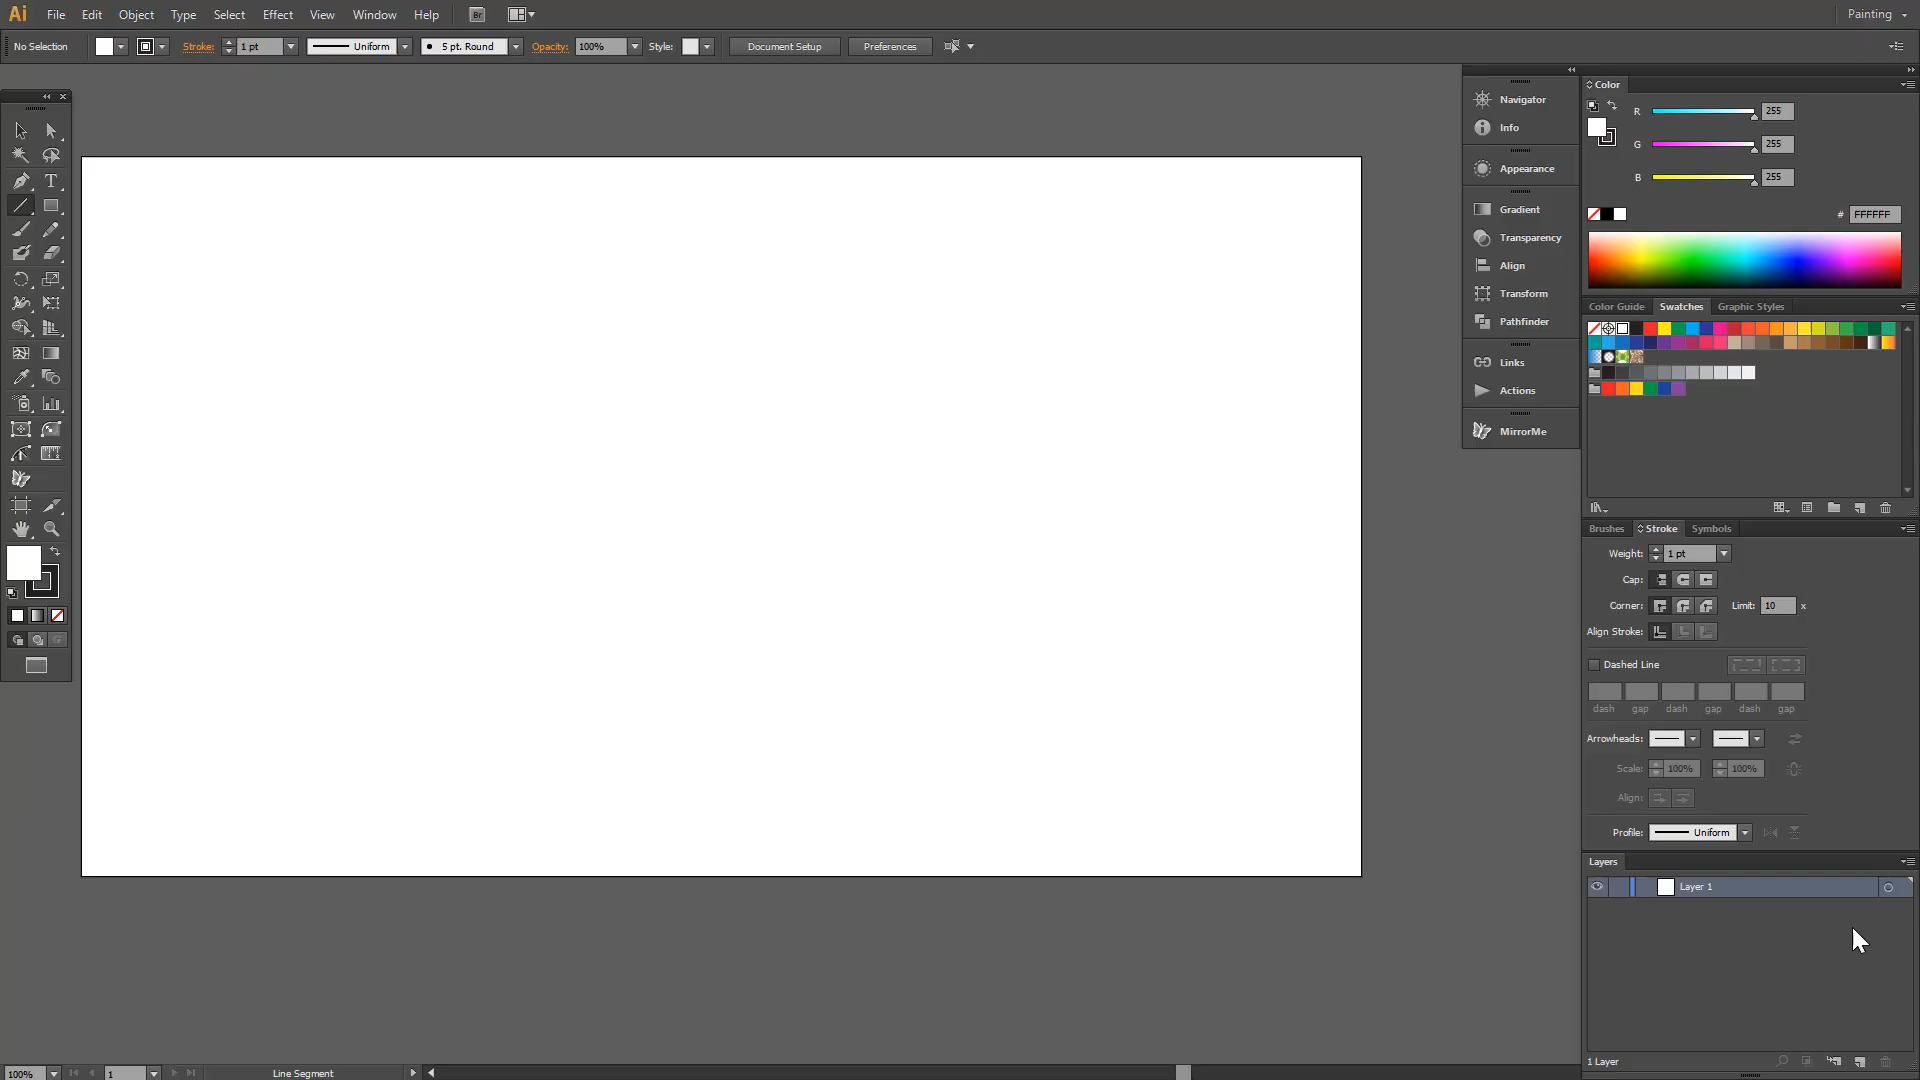 Ai File Edit Object Type Select Effect View Window Help Br Painting
No Selection Stroke: 1 pt Uniform 5 pt. Round Opacity: 100% Style: Document Setup Preferences
Color
R 255
G 255
B 255
# FFFFFF
Navigator
Info
Appearance
Gradient
Transparency
Align
Transform
Pathfinder
Links
Actions
MirrorMe
Color Guide Swatches Graphic Styles
Brushes Stroke Symbols
Weight: 1 pt
Cap:
Corner: Limit: 10 x
Align Stroke:
Dashed Line
dash gap dash gap dash gap
Arrowheads:
Scale: 100% 100%
Align:
Profile: Uniform
Layers
Layer 1
1 Layer
100% 1 Line Segment